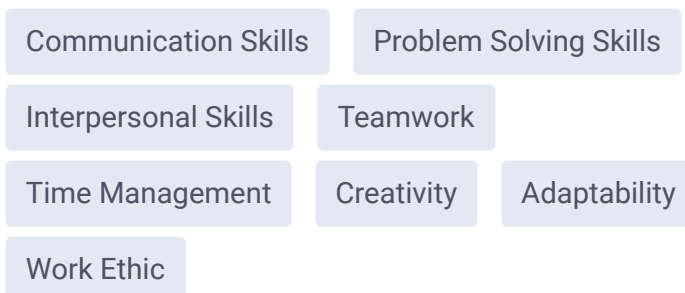 Communication Skills Problem Solving Skills
Interpersonal Skills Teamwork
Time Management Creativity Adaptability
Work Ethic